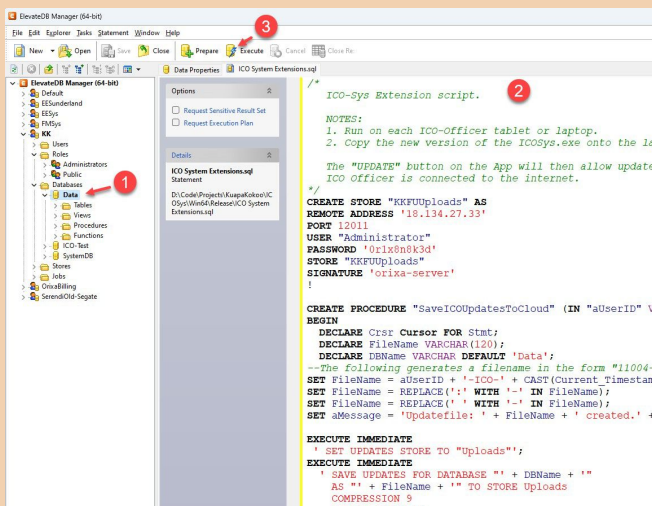 ElevateDB Manager (64-bit)
File Edit Explorer Tasks Statement Window Help
3
New Open Save Close Prepare Execute Cancel Close Re-
Data Properties ICO System Extensions.sql
ElevateDB Manager (64-bit)
Default
EESunderland
EESys
FMSys
KK
Users
Roles
Administrators
Public
Databases
Data
Tables
Views
Procedures
Functions
ICO-Test
SystemDB
Stores
Jobs
OrixaBilling
SerendiOld-Segate
1
Options
Request Sensitive Result Set
Request Execution Plan
Details
ICO System Extensions.sql
Statement
D:\Code\Projects\KuapaKokoo\IC
OSys\Win64\Release\ICO System
Extensions.sql
2
/*
ICO-Sys Extension script.
NOTES:
1. Run on each ICO-Officer tablet or laptop.
2. Copy the new version of the ICOSys.exe onto the la
The "UPDATE" button on the App will then allow update
ICO Officer is connected to the internet.
*/
CREATE STORE "KKFUUploads" AS
REMOTE ADDRESS '18.134.27.33'
PORT 12011
USER "Administrator"
PASSWORD '0r1x8n8k3d'
STORE "KKFUUploads"
SIGNATURE 'orixa-server'
!
CREATE PROCEDURE "SaveICOUpdatesToCloud" (IN "aUserID" V
BEGIN
DECLARE Crsr Cursor FOR Stmt;
DECLARE FileName VARCHAR(120);
DECLARE DBName VARCHAR DEFAULT 'Data';
--The following generates a filename in the form "11004-
SET FileName = aUserID + '-ICO-' + CAST(Current_Timestam
SET FileName = REPLACE(':' WITH '-' IN FileName);
SET FileName = REPLACE(' ' WITH '-' IN FileName);
SET aMessage = 'Updatefile: ' + FileName + ' created.' +
EXECUTE IMMEDIATE
' SET UPDATES STORE TO "Uploads"';
EXECUTE IMMEDIATE
' SAVE UPDATES FOR DATABASE "' + DBName + '"
AS "' + FileName + '" TO STORE Uploads
COMPRESSION 9